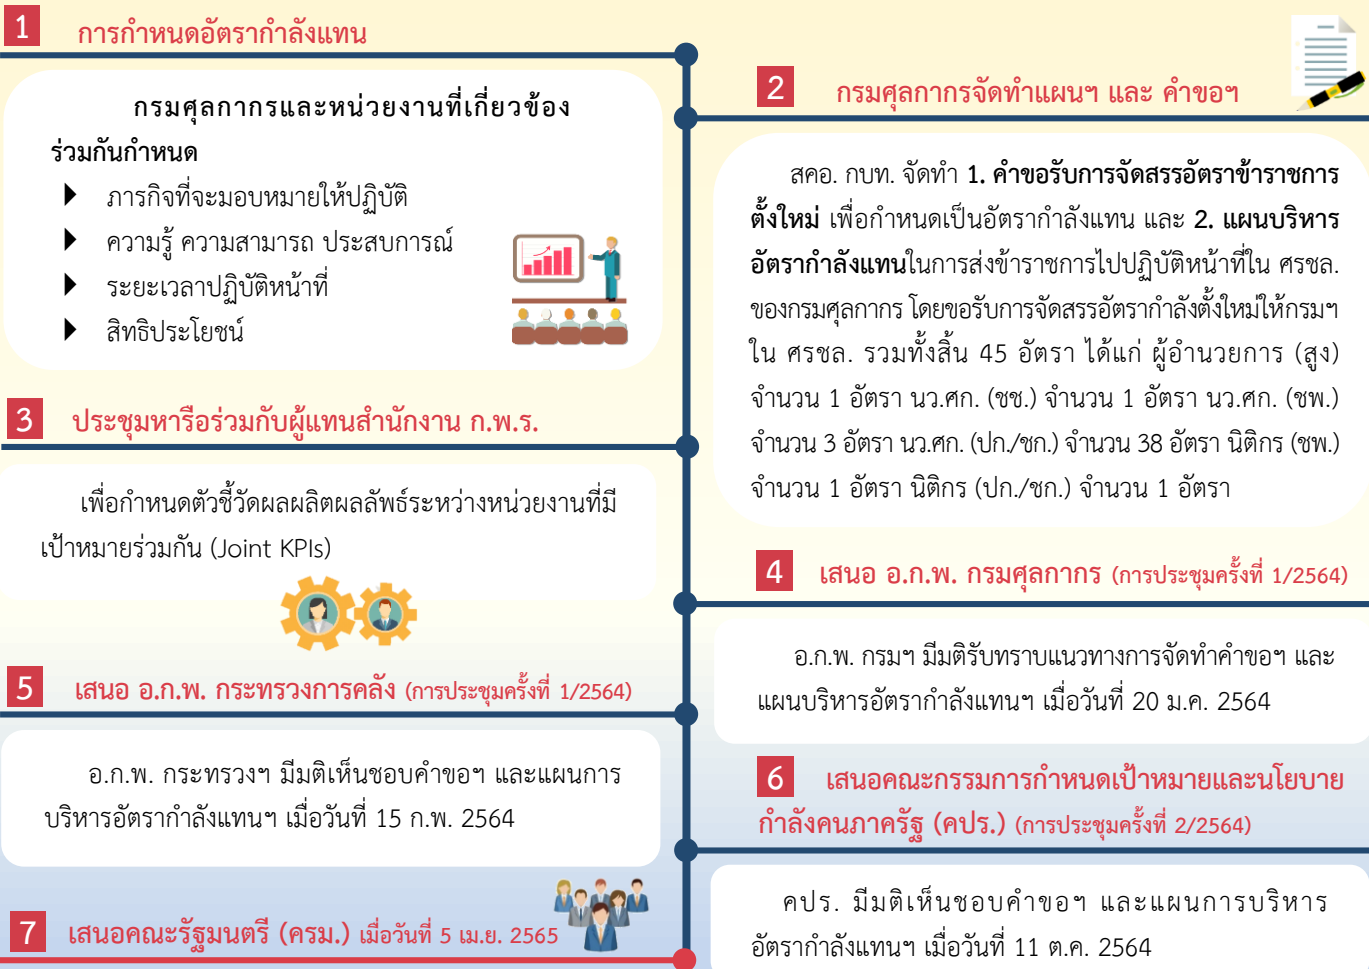 1 การกำหนดอัตรากำลังแทน
กรมศุลกากรและหน่วยงานที่เกี่ยวข้อง
ร่วมกันกำหนด
ภารกิจที่จะมอบหมายให้ปฏิบัติ
ความรู้ ความสามารถ ประสบการณ์
ระยะเวลาปฏิบัติหน้าที่
สิทธิประโยชน์
2 กรมศุลกากรจัดทำแผนฯ และ คำขอฯ
สคอ. กบท. จัดทำ 1. คำขอรับการจัดสรรอัตราข้าราชการ
ตั้งใหม่ เพื่อกำหนดเป็นอัตรากำลังแทน และ 2. แผนบริหาร
อัตรากำลังแทนในการส่งข้าราชการไปปฏิบัติหน้าที่ใน ศรชล.
ของกรมศุลกากร โดยขอรับการจัดสรรอัตรากำลังตั้งใหม่ให้กรมฯ
ใน ศรชล. รวมทั้งสิ้น 45 อัตรา ได้แก่ ผู้อำนวยการ (สูง)
จำนวน 1 อัตรา นว.ศก. (ชช.) จำนวน 1 อัตรา นว.ศก. (ชพ.)
จำนวน 3 อัตรา นว.ศก. (ปก./ชก.) จำนวน 38 อัตรา นิติกร (ชพ.)
จำนวน 1 อัตรา นิติกร (ปก./ชก.) จำนวน 1 อัตรา
3 ประชุมหารือร่วมกับผู้แทนสำนักงาน ก.พ.ร.
เพื่อกำหนดตัวชี้วัดผลผลิตผลลัพธ์ระหว่างหน่วยงานที่มี
เป้าหมายร่วมกัน (Joint KPIs)
4 เสนอ อ.ก.พ. กรมศุลกากร (การประชุมครั้งที่ 1/2564)
อ.ก.พ. กรมฯ มีมติรับทราบแนวทางการจัดทำคำขอฯ และ
แผนบริหารอัตรากำลังแทนฯ เมื่อวันที่ 20 ม.ค. 2564
5 เสนอ อ.ก.พ. กระทรวงการคลัง (การประชุมครั้งที่ 1/2564)
อ.ก.พ. กระทรวงฯ มีมติเห็นชอบคำขอฯ และแผนการ
บริหารอัตรากำลังแทนฯ เมื่อวันที่ 15 ก.พ. 2564
6 เสนอคณะกรรมการกำหนดเป้าหมายและนโยบาย
กำลังคนภาครัฐ (คปร.) (การประชุมครั้งที่ 2/2564)
คปร. มีมติเห็นชอบคำขอฯ และแผนการบริหาร
อัตรากำลังแทนฯ เมื่อวันที่ 11 ต.ค. 2564
7 เสนอคณะรัฐมนตรี (ครม.) เมื่อวันที่ 5 เม.ย. 2565